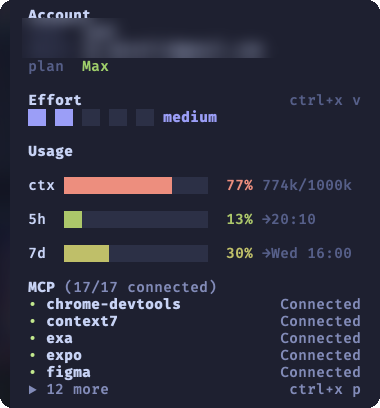 Account
plan Max
Effort ctrl+x v
medium
Usage
ctx 77% 774k/1000k
5h 13% →20:10
7d 30% →Wed 16:00
MCP (17/17 connected)
• chrome-devtools Connected
• context7 Connected
• exa Connected
• expo Connected
• figma Connected
▶ 12 more ctrl+x p